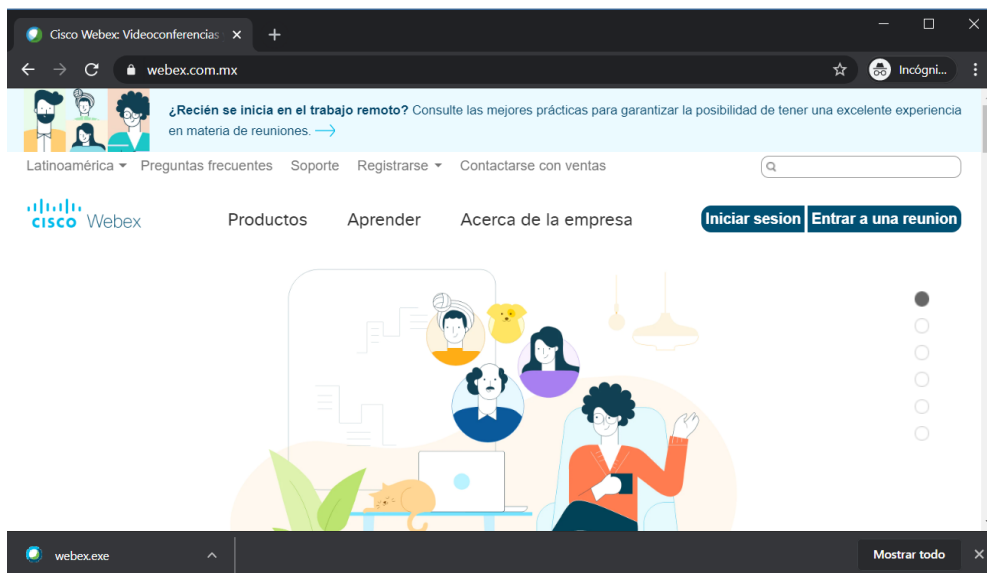 Cisco Webex: Videoconferencias
webex.com.mx
Incógni...
¿Recién se inicia en el trabajo remoto? Consulte las mejores prácticas para garantizar la posibilidad de tener una excelente experiencia
en materia de reuniones.
Latinoamérica Preguntas frecuentes Soporte Registrarse Contactarse con ventas
CISCO Webex Productos Aprender Acerca de la empresa Iniciar sesion Entrar a una reunion
webex.exe Mostrar todo